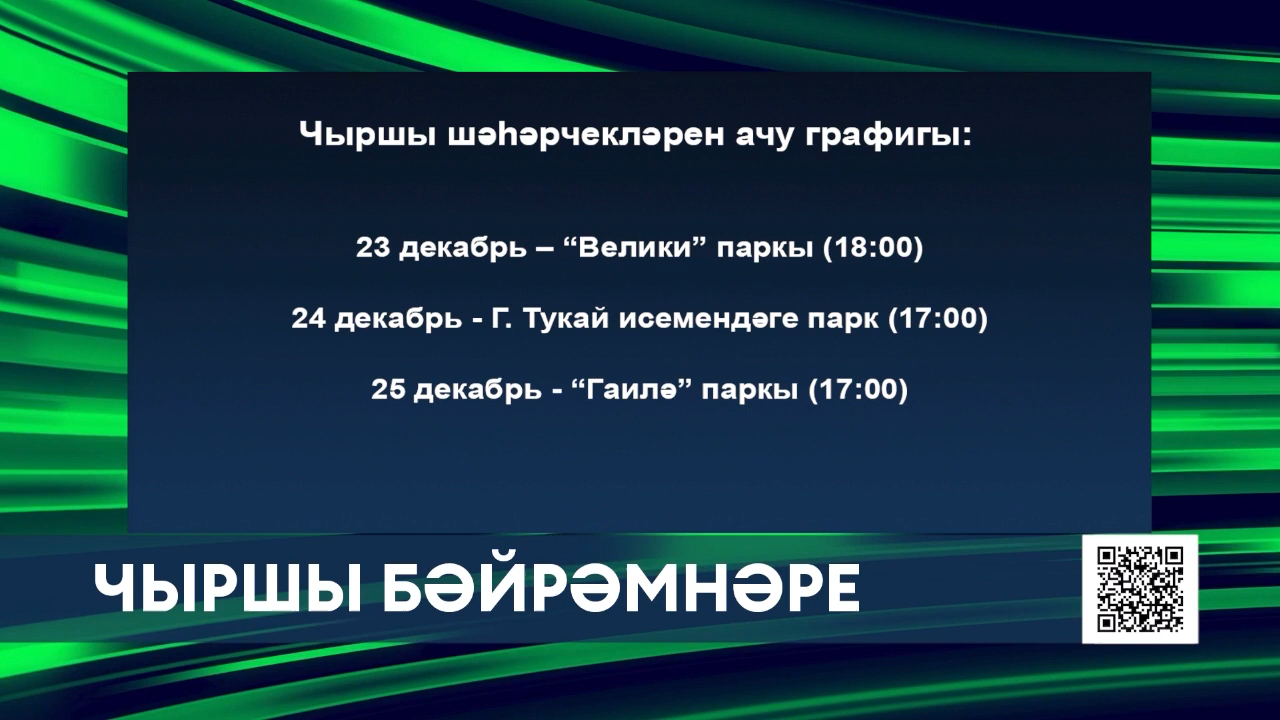 Чыршы шәһәрчекләрен ачу графигы:
23 декабрь – “Велики” паркы (18:00)
24 декабрь - Г. Тукай исемендәге парк (17:00)
25 декабрь - “Гаилә” паркы (17:00)
ЧЫРШЫ БӘЙРӘМНӘРЕ